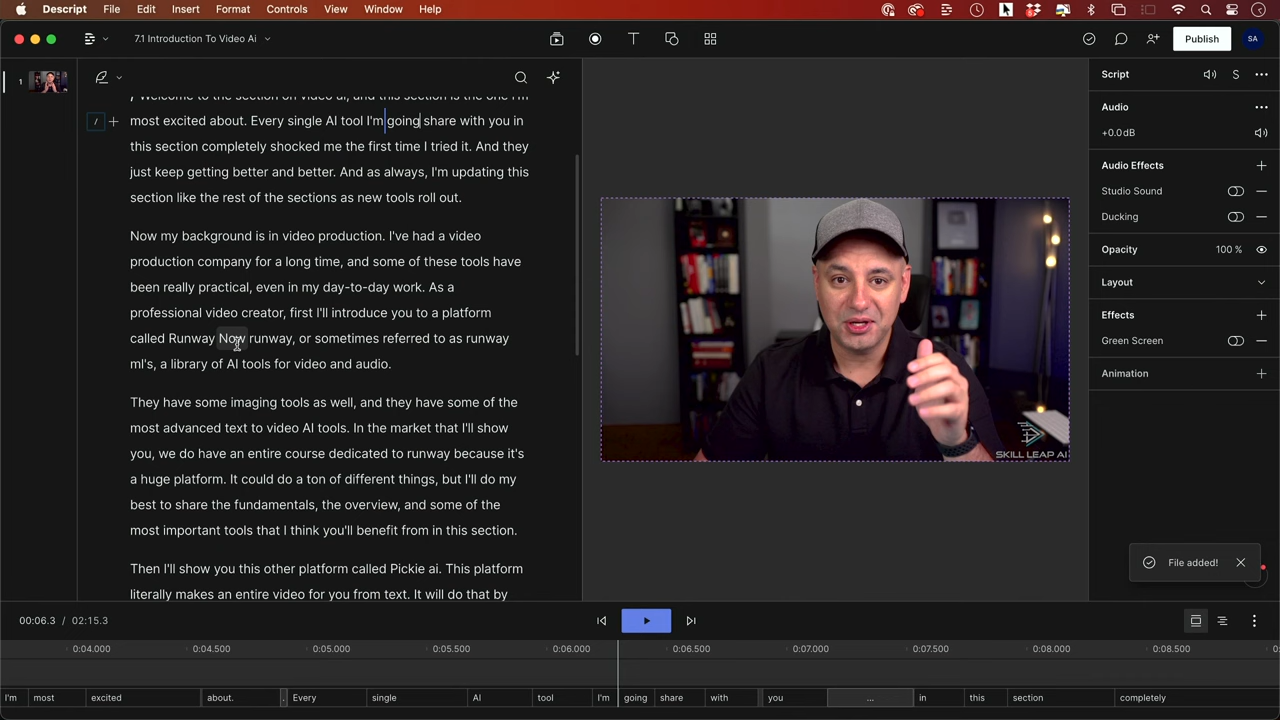 Descript File Edit Insert Format Controls View Window Help
7.1 Introduction To Video Ai
Publish
SA
1
Welcome to the section on video ai, and this section is the one I'm
/
most excited about. Every single AI tool I'm going share with you in
this section completely shocked me the first time I tried it. And they
just keep getting better and better. And as always, I'm updating this
section like the rest of the sections as new tools roll out.
Now my background is in video production. I've had a video
production company for a long time, and some of these tools have
been really practical, even in my day-to-day work. As a
professional video creator, first I'll introduce you to a platform
called Runway Now runway, or sometimes referred to as runway
ml's, a library of AI tools for video and audio.
They have some imaging tools as well, and they have some of the
most advanced text to video AI tools. In the market that I'll show
you, we do have an entire course dedicated to runway because it's
a huge platform. It could do a ton of different things, but I'll do my
best to share the fundamentals, the overview, and some of the
most important tools that I think you'll benefit from in this section.
Then I'll show you this other platform called Pickie ai. This platform
literally makes an entire video for you from text. It will do that by
SKILL LEAP AI
Script
S
Audio
+0.0dB
Audio Effects
Studio Sound
Ducking
Opacity 100 %
Layout
Effects
Green Screen
Animation
File added!
00:06.3 / 02:15.3
0:04.000 0:04.500 0:05.000 0:05.500 0:06.000 0:06.500 0:07.000 0:07.500 0:08.000 0:08.500
I'm most excited about. . Every single AI tool I'm going share with you ... in this section completely